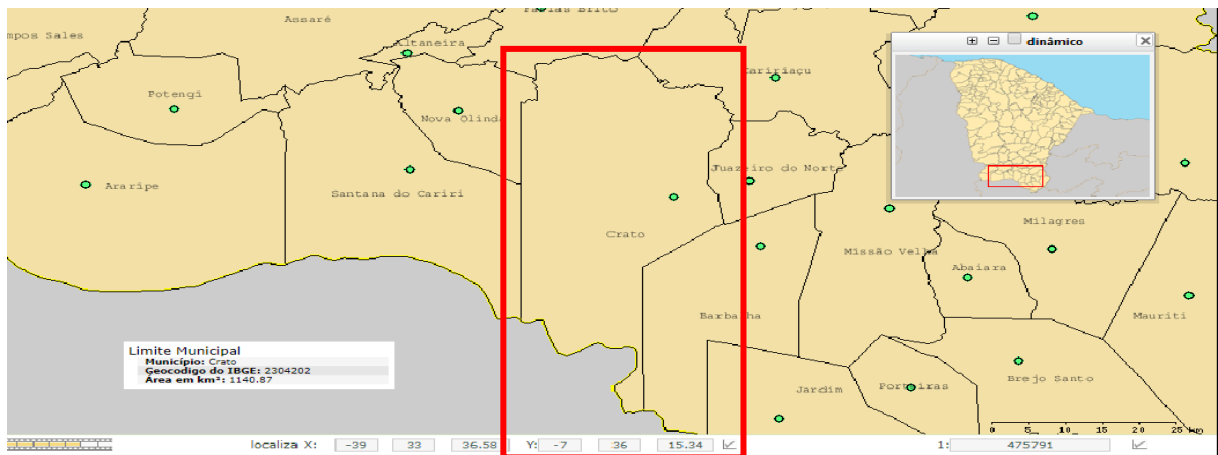 Farias Brito
Assaré
mpos Sales
Altaneira
dinâmico
Caririaçu
Potengi
Nova Olinda
Juazeiro do Norte
Araripe
Santana do Cariri
Milagres
Crato
Missão Velha
Abaiara
Barbalha
Mauriti
Limite Municipal
Município: Crato
Geocodigo do IBGE: 2304202
Área em km²: 1140.87
Jardim
Porteiras
Brejo Santo
0 5 10 15 20 25 km
localiza X: -39 33 36.58 Y: -7 36 15.34
1: 475791